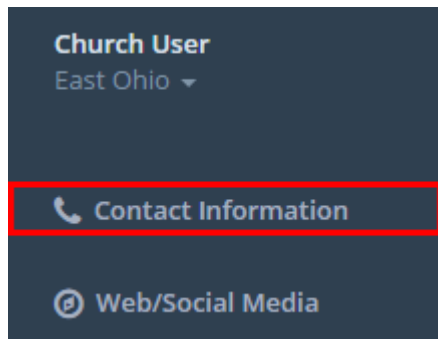 Church User
East Ohio
Contact Information
Web/Social Media